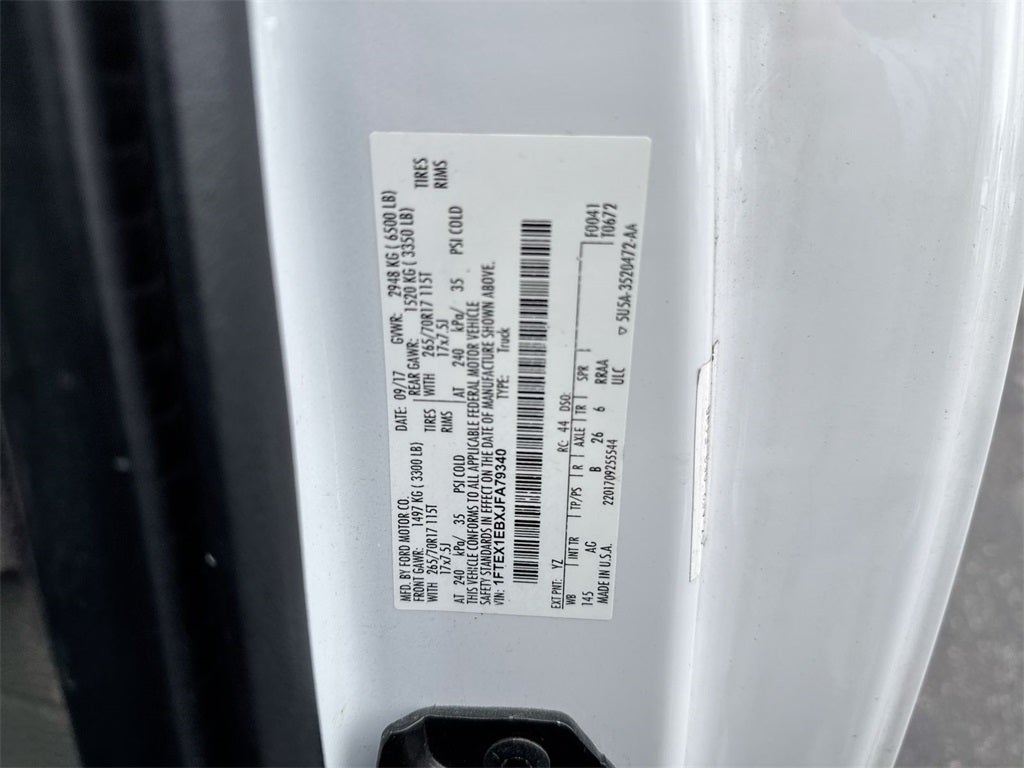 MFD. BY FORD MOTOR CO. DATE: 09/17 GVWR: 2948 KG ( 6500 LB)
FRONT GAWR: 1497 KG ( 3300 LB) REAR GAWR: 1520 KG ( 3350 LB)
WITH 265/70R17 115T TIRES WITH 265/70R17 115T TIRES
17x7.5J RIMS 17x7.5J RIMS
AT 240 kPa/ 35 PSI COLD AT 240 kPa/ 35 PSI COLD
THIS VEHICLE CONFORMS TO ALL APPLICABLE FEDERAL MOTOR VEHICLE
SAFETY STANDARDS IN EFFECT ON THE DATE OF MANUFACTURE SHOWN ABOVE.
VIN: 1FTEX1EBXJFA79340 TYPE: Truck
EXT PNT: YZ RC: 44 DSO: F0041
WB INT TR TP/PS R AXLE TR SPR T0672
145 AG B 26 6 RRAA
MADE IN U.S.A. 22017092SS544 ULC
5U5A-3520472-AA